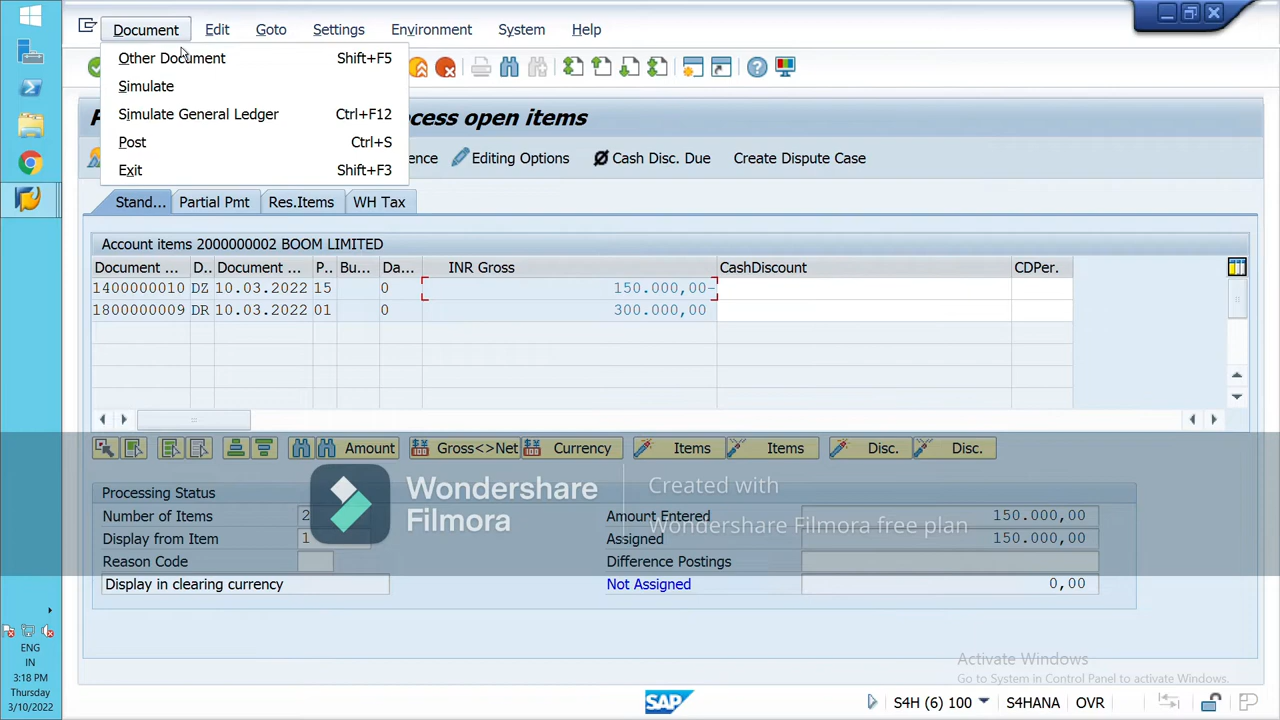 Document Edit Goto Settings Environment System Help
Other Document Shift+F5
Simulate
Simulate General Ledger Ctrl+F12
Post Ctrl+S
Exit Shift+F3
cess open items
ence Editing Options Cash Disc. Due Create Dispute Case
Stand... Partial Pmt Res.Items WH Tax
Account items 2000000002 BOOM LIMITED
Document ... D.. Document ... P.. Bu... Da... INR Gross CashDiscount CDPer.
1400000010 DZ 10.03.2022 15 0 150.000,00-
1800000009 DR 10.03.2022 01 0 300.000,00
Amount Gross<>Net Currency Items Items Disc. Disc.
Processing Status
Number of Items 2 Amount Entered 150.000,00
Display from Item 1 Assigned 150.000,00
Reason Code Difference Postings
Display in clearing currency Not Assigned 0,00
Wondershare
Filmora
Created with
Wondershare Filmora free plan
ENG
IN
3:18 PM
Thursday
3/10/2022
Activate Windows
Go to System in Control Panel to activate Windows.
SAP S4H (6) 100 S4HANA OVR